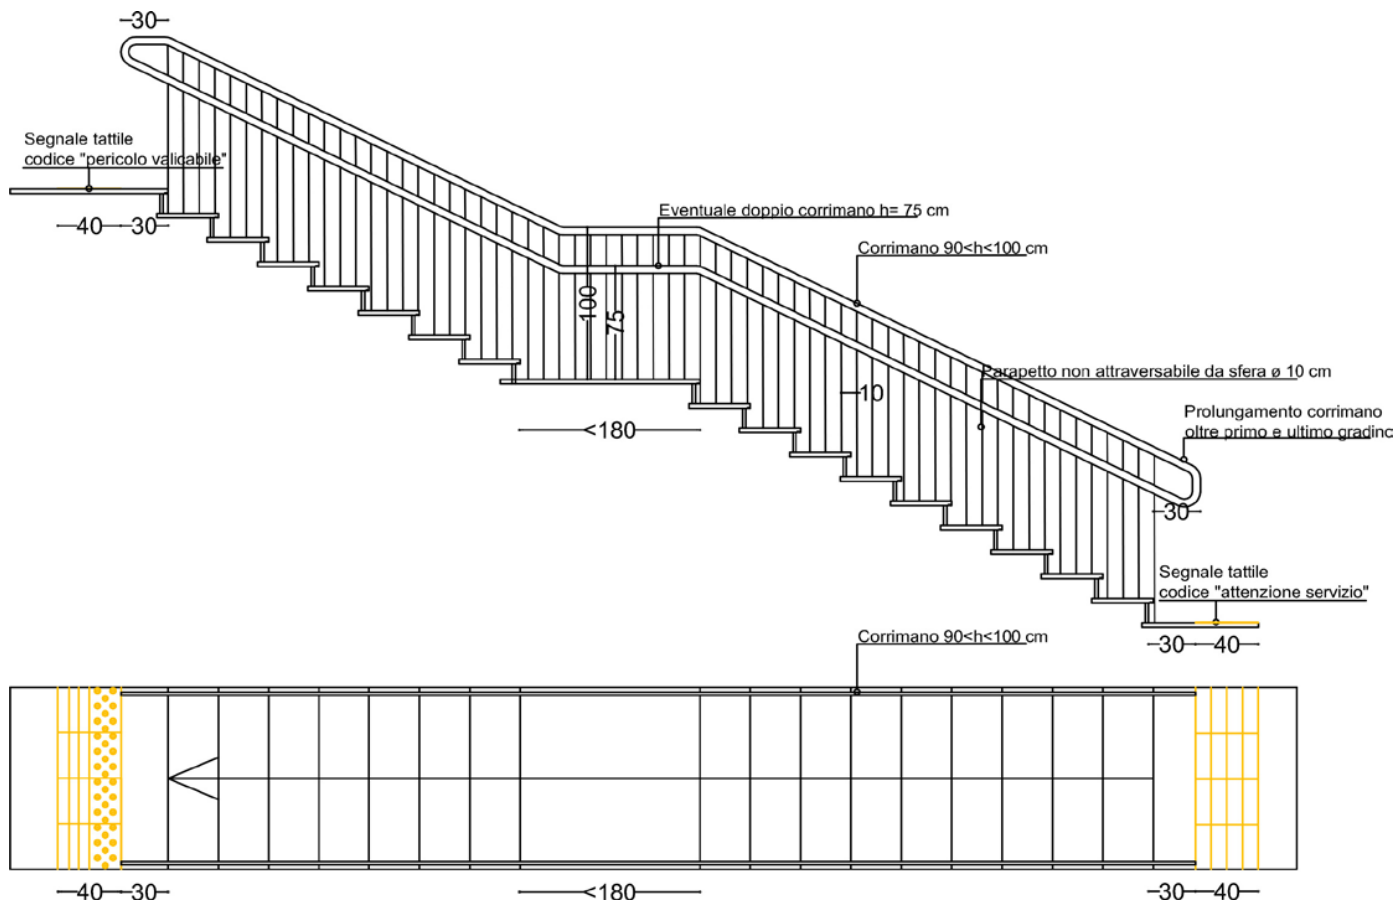 30
Segnale tattile
codice "pericolo valicabile"
40 30
Eventuale doppio corrimano h= 75 cm
Corrimano 90<h<100 cm
100
75
Parapetto non attraversabile da sfera ø 10 cm
10
Prolungamento corrimano
oltre primo e ultimo gradinc
<180
30
Segnale tattile
codice "attenzione servizio"
30 40
Corrimano 90<h<100 cm
40 30
<180
30 40